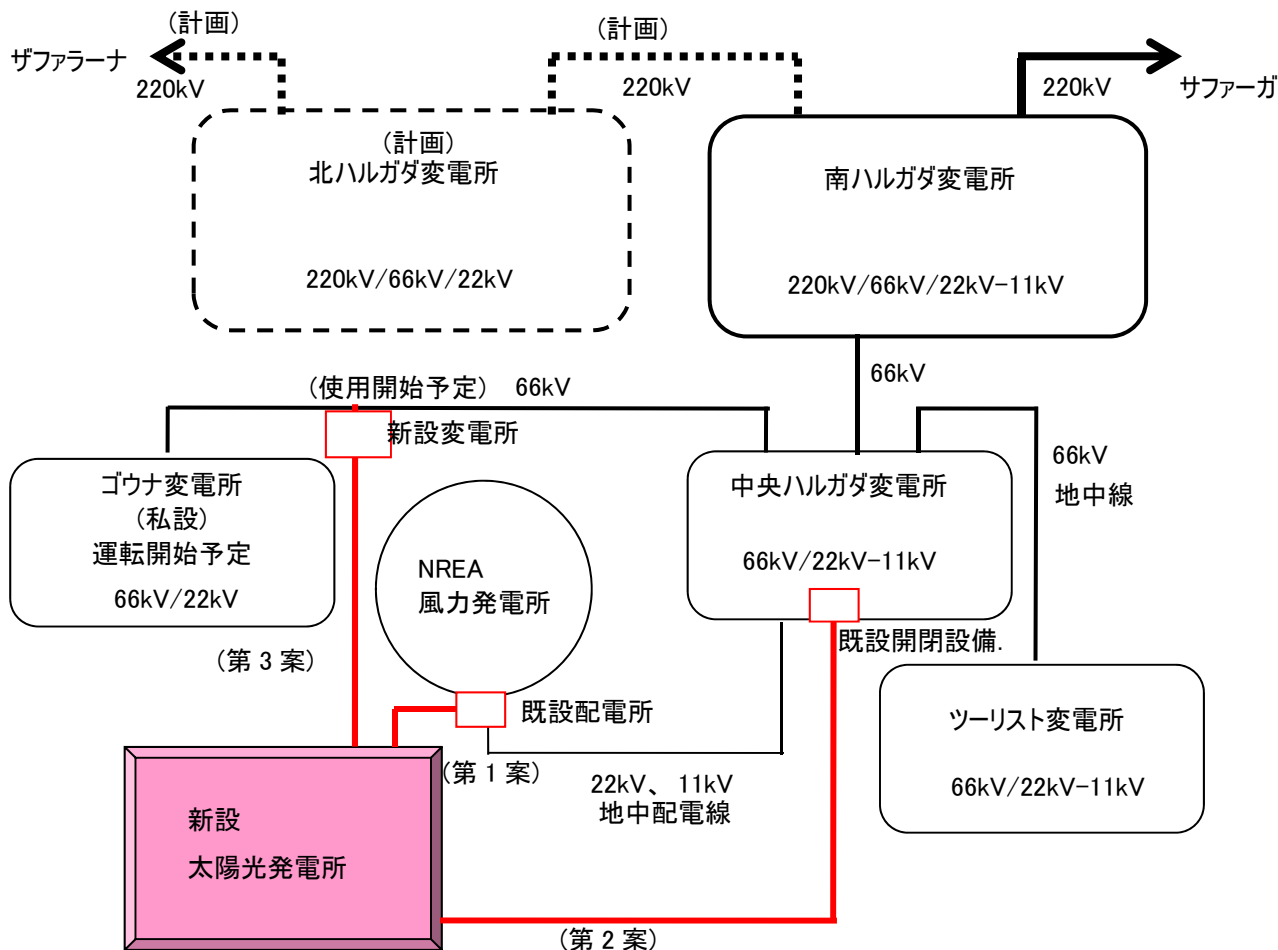 (計画)
(計画)
ザファラーナ
サファーガ
220kV
220kV
220kV
(計画)
北ハルガダ変電所
220kV/66kV/22kV
南ハルガダ変電所
220kV/66kV/22kV-11kV
66kV
(使用開始予定) 66kV
新設変電所
ゴウナ変電所
(私設)
運転開始予定
66kV/22kV
NREA
風力発電所
中央ハルガダ変電所
66kV/22kV-11kV
66kV
地中線
既設開閉設備.
(第3案)
既設配電所
ツーリスト変電所
66kV/22kV-11kV
(第1案)
22kV、11kV
地中配電線
新設
太陽光発電所
(第2案)